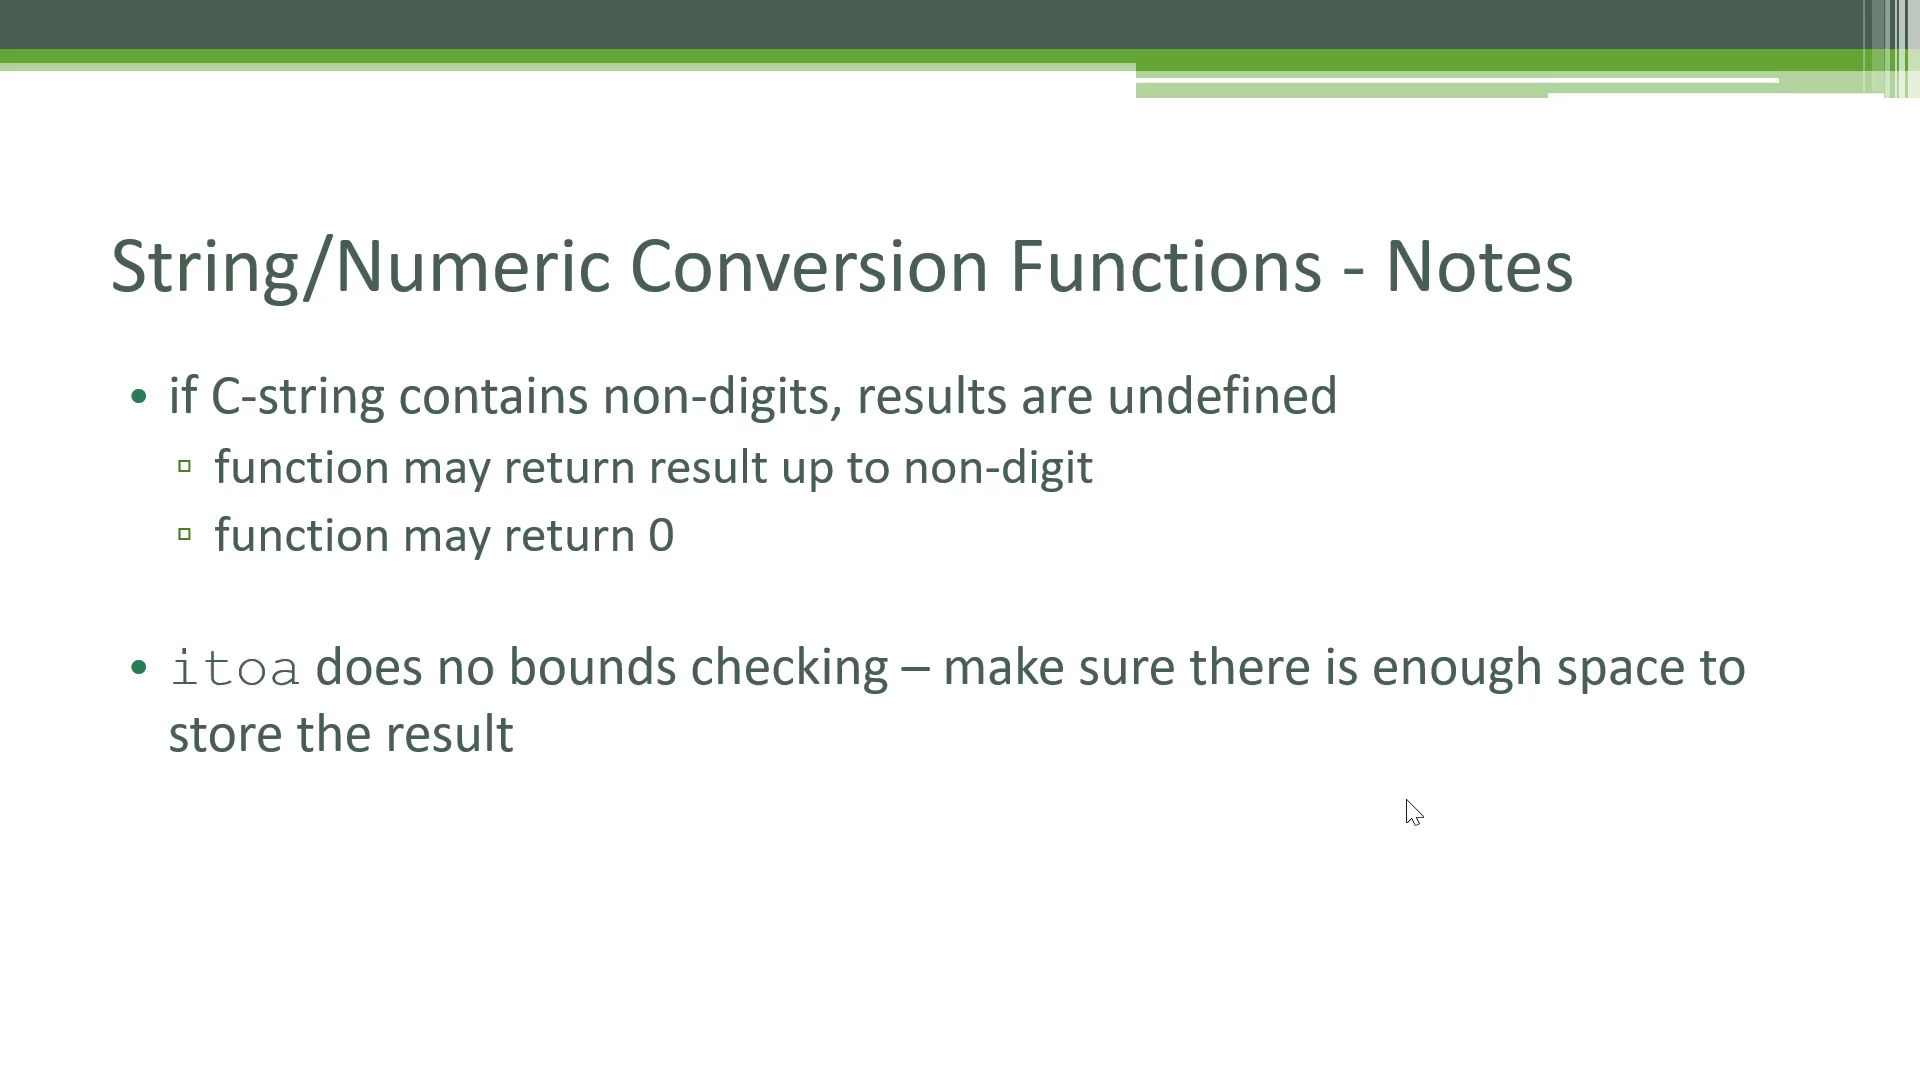 String/Numeric Conversion Functions - Notes
• if C-string contains non-digits, results are undefined
▫ function may return result up to non-digit
▫ function may return 0
• itoa does no bounds checking – make sure there is enough space to
store the result